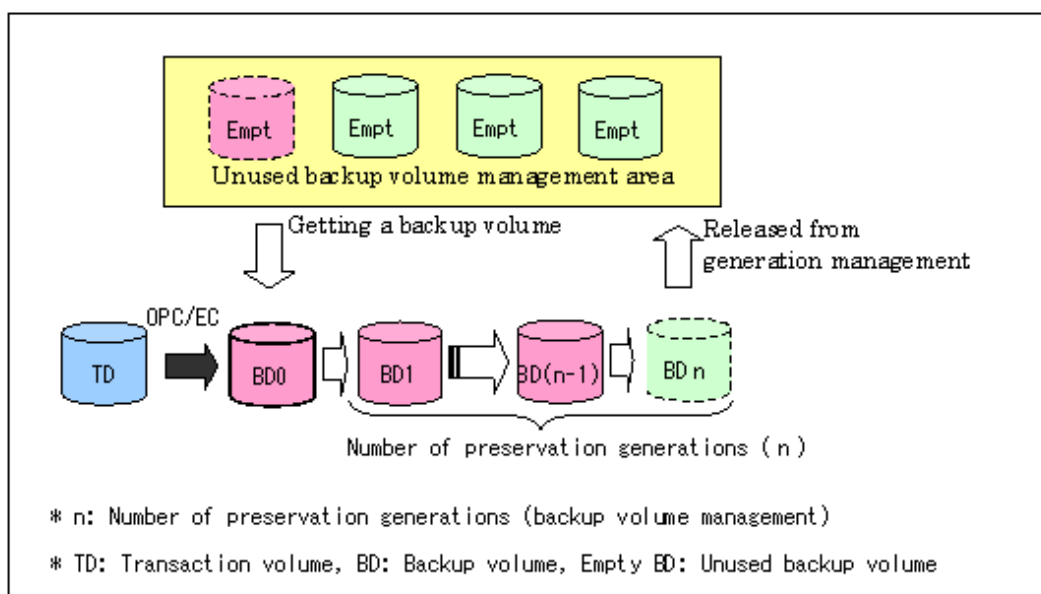 Empt Empt Empt Empt
Unused backup volume management area
Getting a backup volume
Released from
generation management
OPC/EC
TD BD0 BD1 BD(n-1) BDn
Number of preservation generations (n)
* n: Number of preservation generations (backup volume management)
* TD: Transaction volume, BD: Backup volume, Empty BD: Unused backup volume